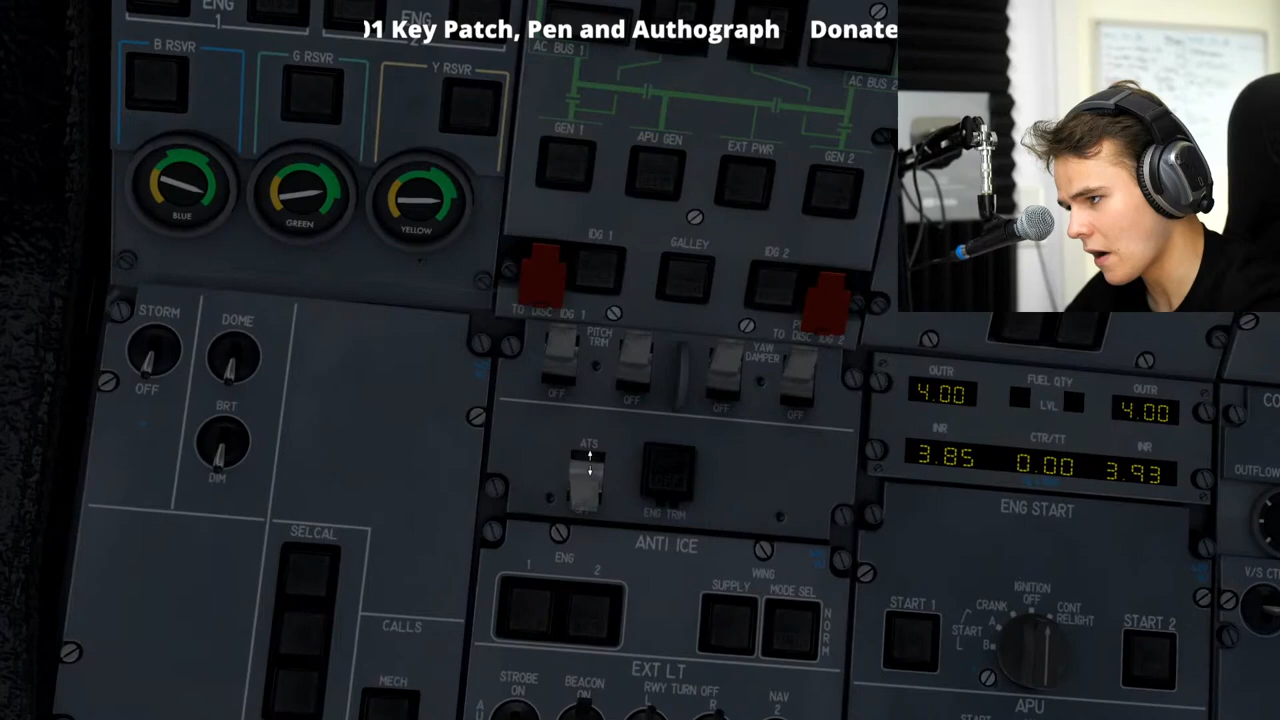 ENG
1
ENG
2
01 Key Patch, Pen and Authograph Donate
B RSVR
G RSVR
Y RSVR
AC BUS 1
AC BUS 2
GEN 1
APU GEN
EXT PWR
GEN 2
BLUE
GREEN
YELLOW
IDG 1
GALLEY
IDG 2
TO DISC IDG 1
TO DISC IDG 2
STORM
OFF
DOME
BRT
DIM
PITCH
TRIM
YAW
DAMPER
OFF
OFF
OFF
OFF
OUTR
FUEL QTY
OUTR
4.00
LVL
4.00
INR
CTR/TT
INR
3.85
0.00
3.93
ATS
ENG TRIM
ENG START
OUTFLOW
SELCAL
ANTI ICE
ENG
1
2
WING
SUPPLY
MODE SEL
NORM
START 1
IGNITION
OFF
CRANK
CONT
RELIGHT
START
A
B
START 2
CALLS
MECH
EXT LT
STROBE
ON
BEACON
ON
RWY TURN OFF
L
R
NAV
2
APU